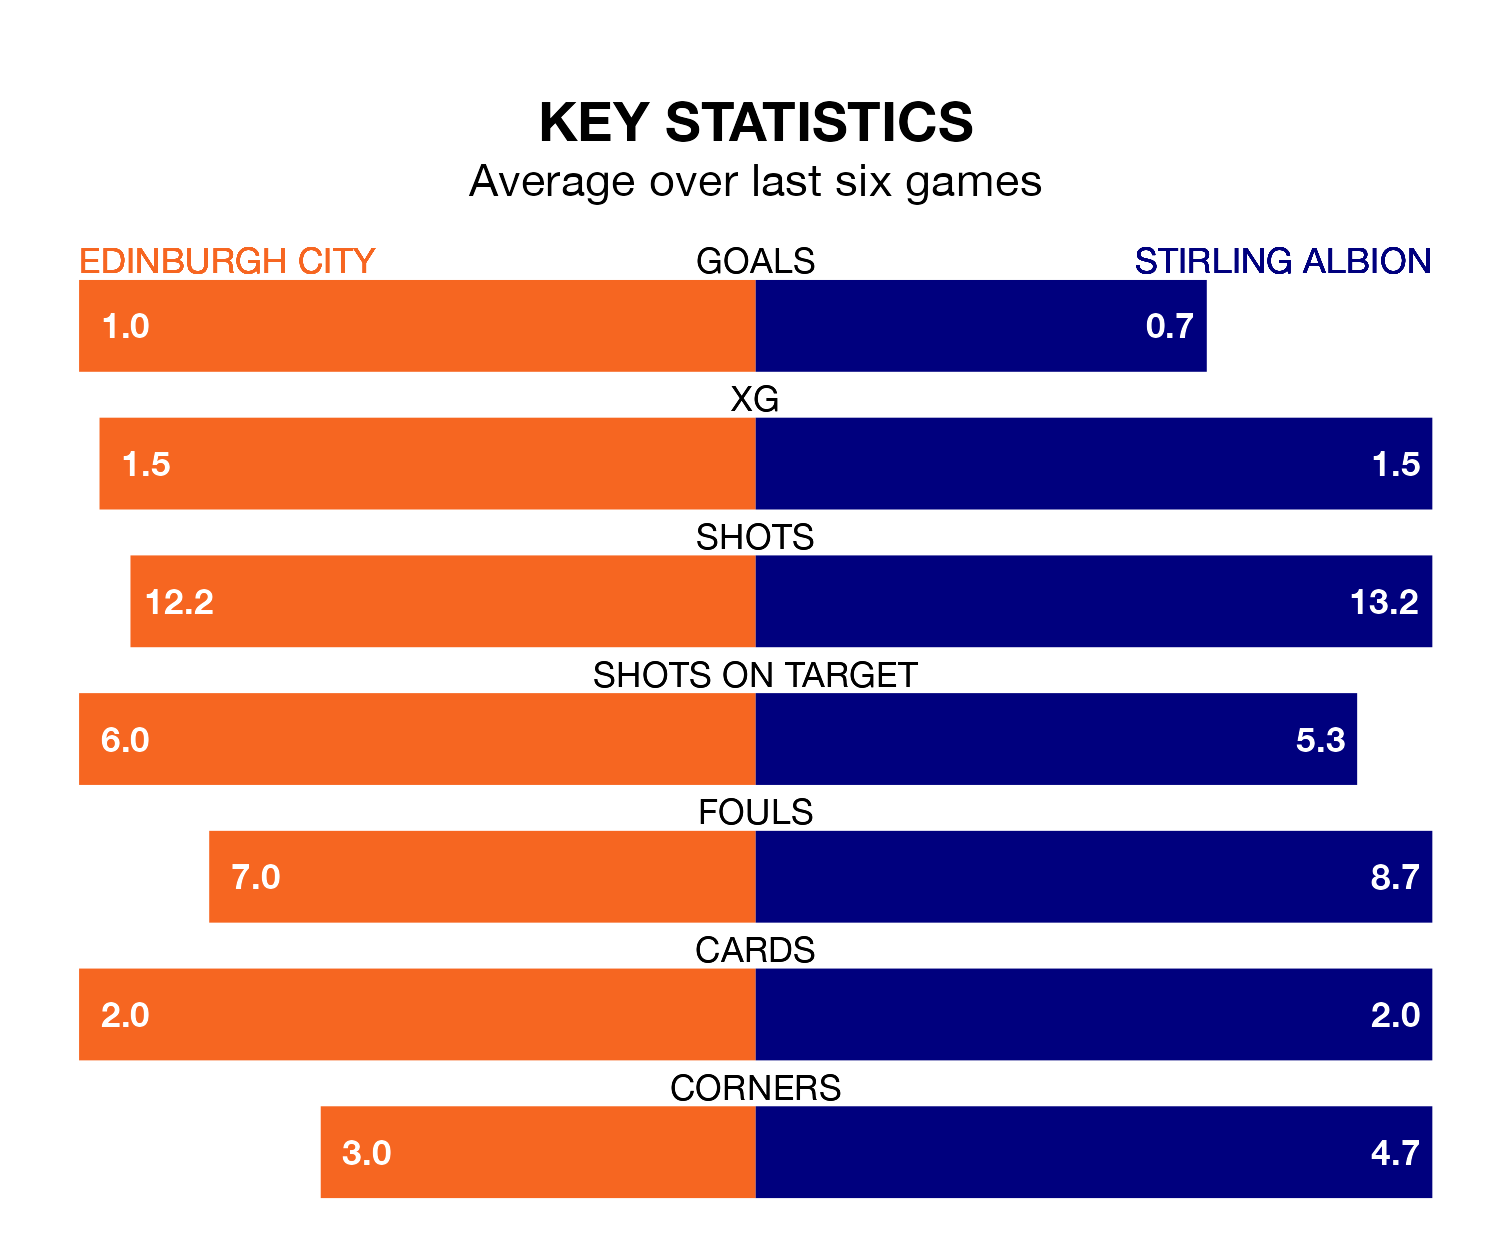 KEY STATISTICS
Average over last six games
EDINBURGH CITY GOALS STIRLING ALBION
1.0 0.7
XG
1.5 1.5
SHOTS
12.2 13.2
SHOTS ON TARGET
6.0 5.3
FOULS
7.0 8.7
CARDS
2.0 2.0
CORNERS
3.0 4.7